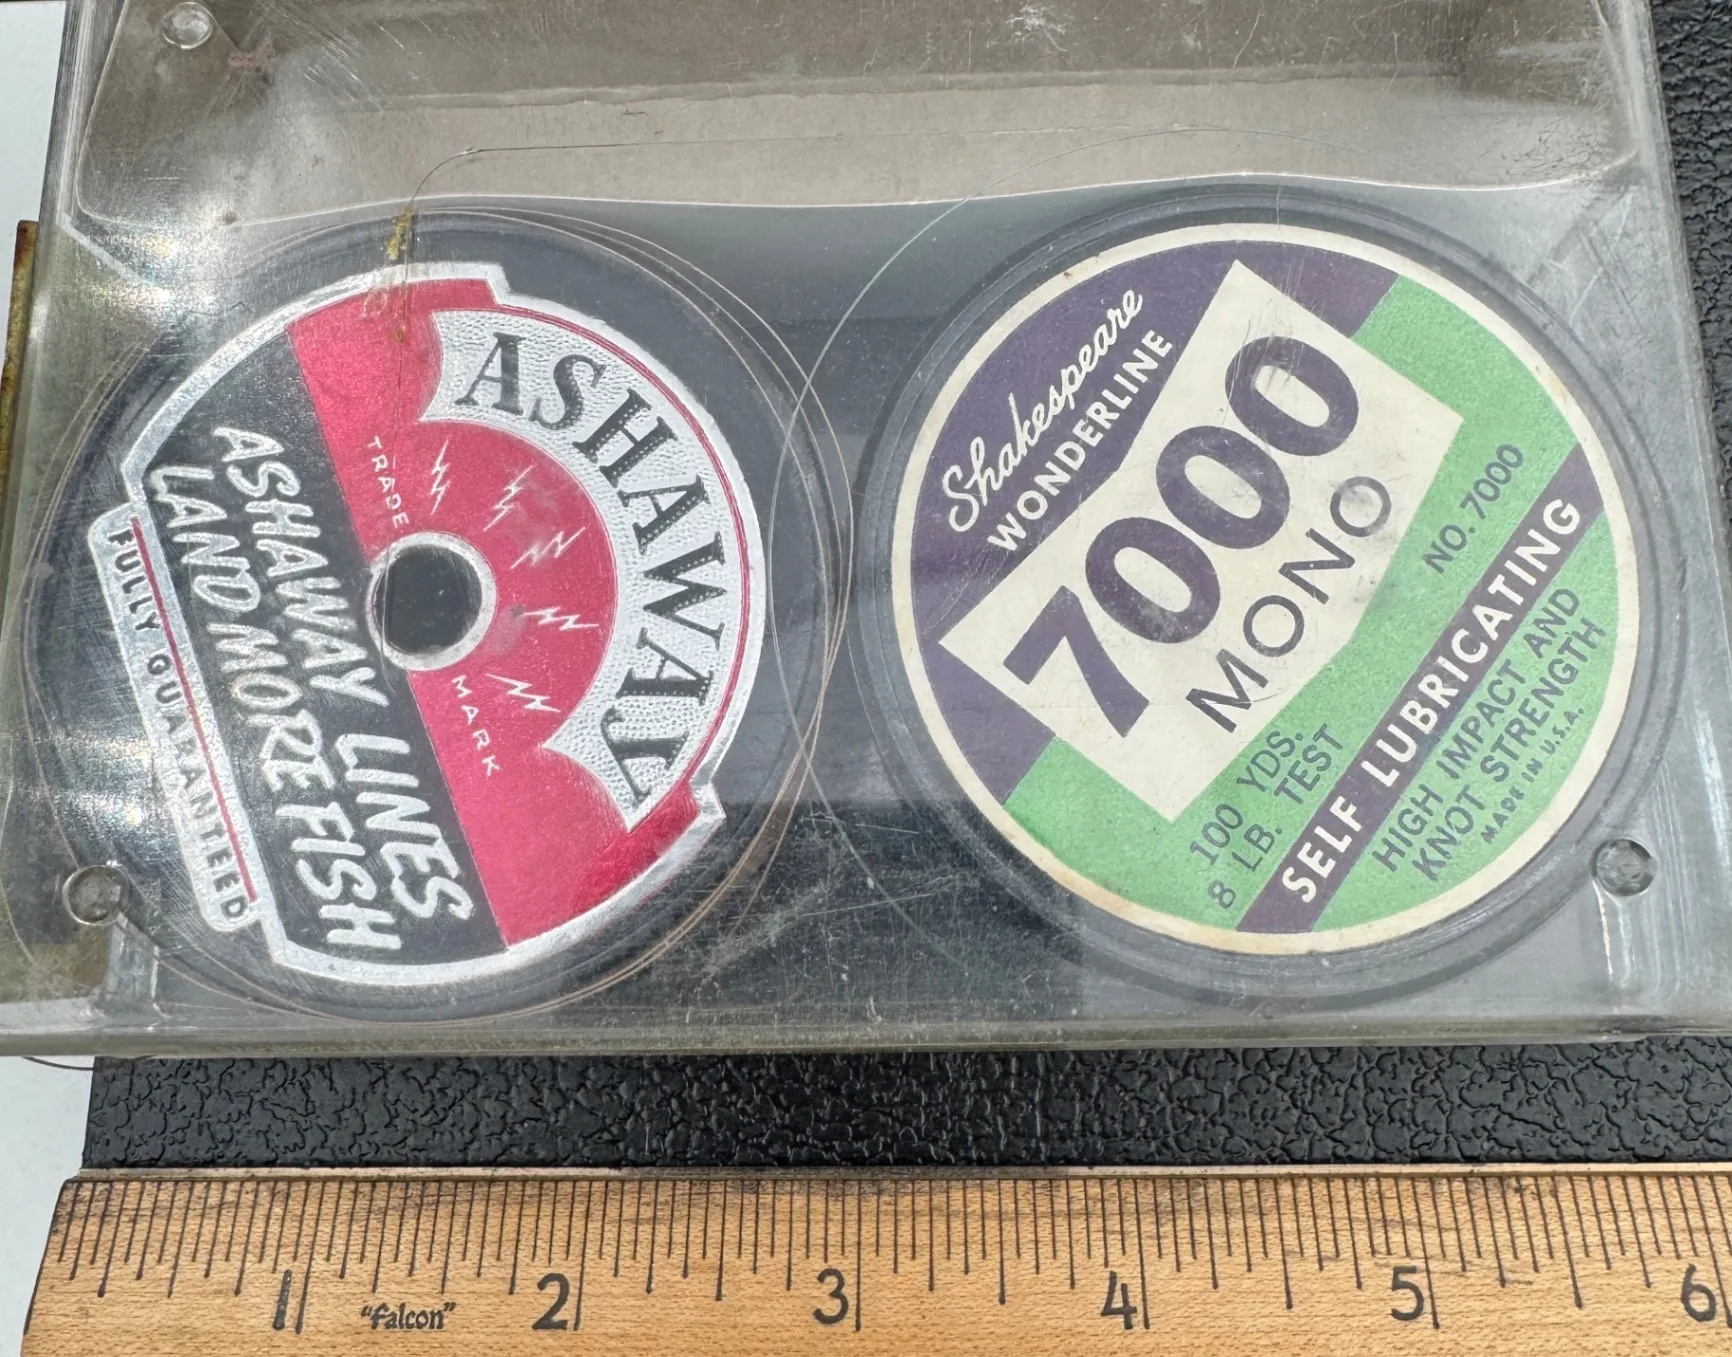 ASHAWAY
TRADE
MARK
ASHAWAY LINES
LAND MORE FISH
FULLY GUARANTEED
Shakespeare
WONDERLINE
7000
MONO
NO. 7000
100 YDS.
8 LB. TEST
SELF LUBRICATING
HIGH IMPACT AND
KNOT STRENGTH
MADE IN U.S.A.
1 2 3 4 5 6
"falcon"